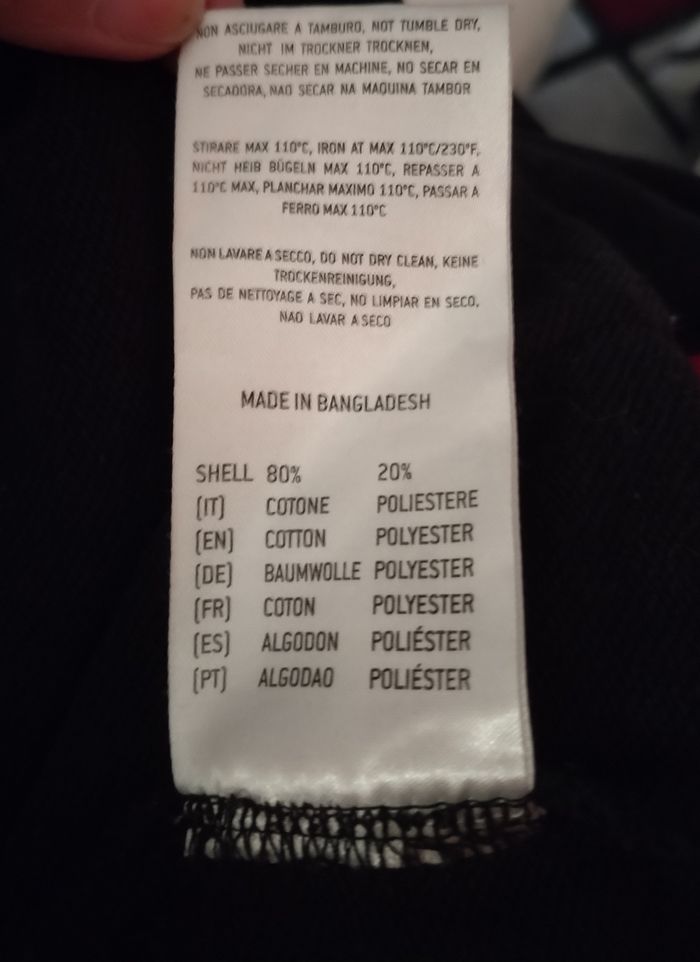 NON ASCIUGARE A TAMBURO, NOT TUMBLE DRY,
NICHT IM TROCKNER TROCKNEN,
NE PASSER SECHER EN MACHINE, NO SECAR EN
SECADORA, NAO SECAR NA MAQUINA TAMBOR
STIRARE MAX 110°C, IRON AT MAX 110°C/230°F,
NICHT HEIB BÜGELN MAX 110°C, REPASSER A
110°C MAX, PLANCHAR MAXIMO 110°C, PASSAR A
FERRO MAX 110°C
NON LAVARE A SECCO, DO NOT DRY CLEAN, KEINE
TROCKENREINIGUNG,
PAS DE NETTOYAGE A SEC, NO LIMPIAR EN SECO.
NAO LAVAR A SECO
MADE IN BANGLADESH
SHELL 80% 20%
(IT) COTONE POLIESTERE
(EN) COTTON POLYESTER
(DE) BAUMWOLLE POLYESTER
(FR) COTON POLYESTER
(ES) ALGODON POLIÉSTER
(PT) ALGODAO POLIÉSTER